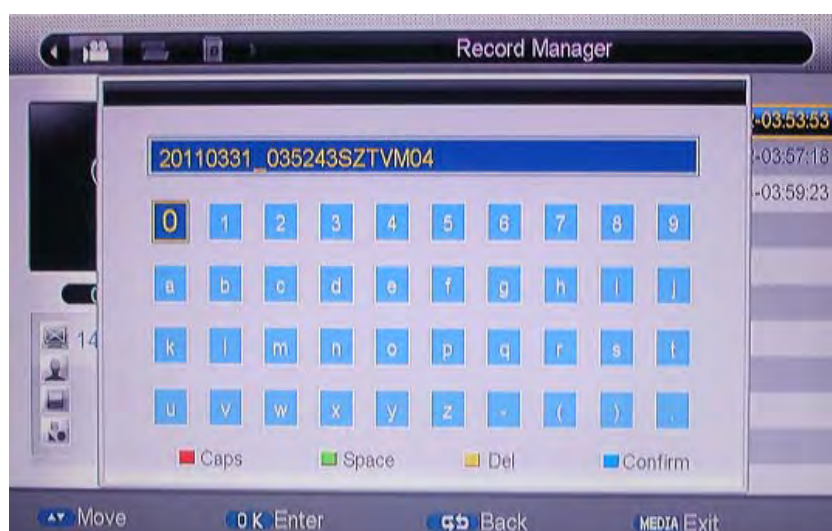 Record Manager
-03:53:53
20110331_035243SZTVM04
-03:57:18
-03:59:23
0 1 2 3 4 5 6 7 8 9
a b c d e f g h i j
14
k l m n o p q r s t
u v w x y z - ( ) .
Caps Space Del Confirm
Move OK Enter Back MEDIA Exit